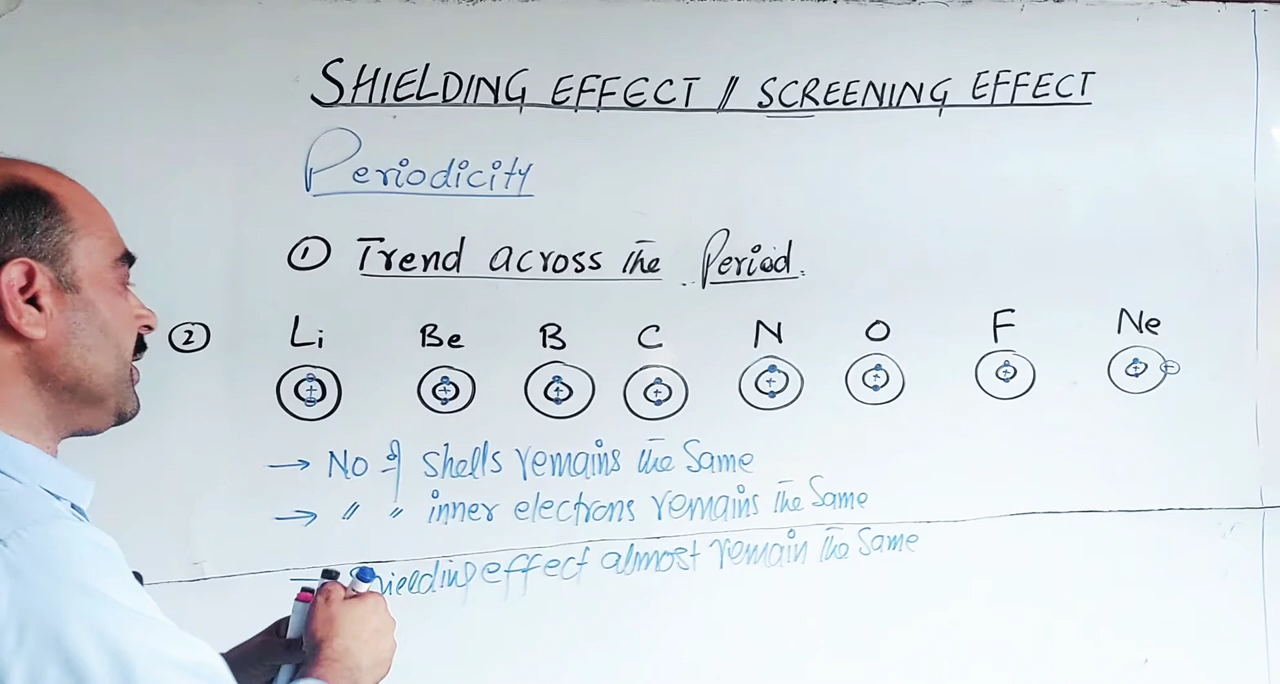 SHIELDING EFFECT // SCREENING EFFECT
Periodicity
① Trend across the Period.
② Li Be B C N O F Ne
+ + + + + + + +
→ No of shells remains the Same
→ " " inner electrons remains the Same
→ Shielding effect almost remain the Same